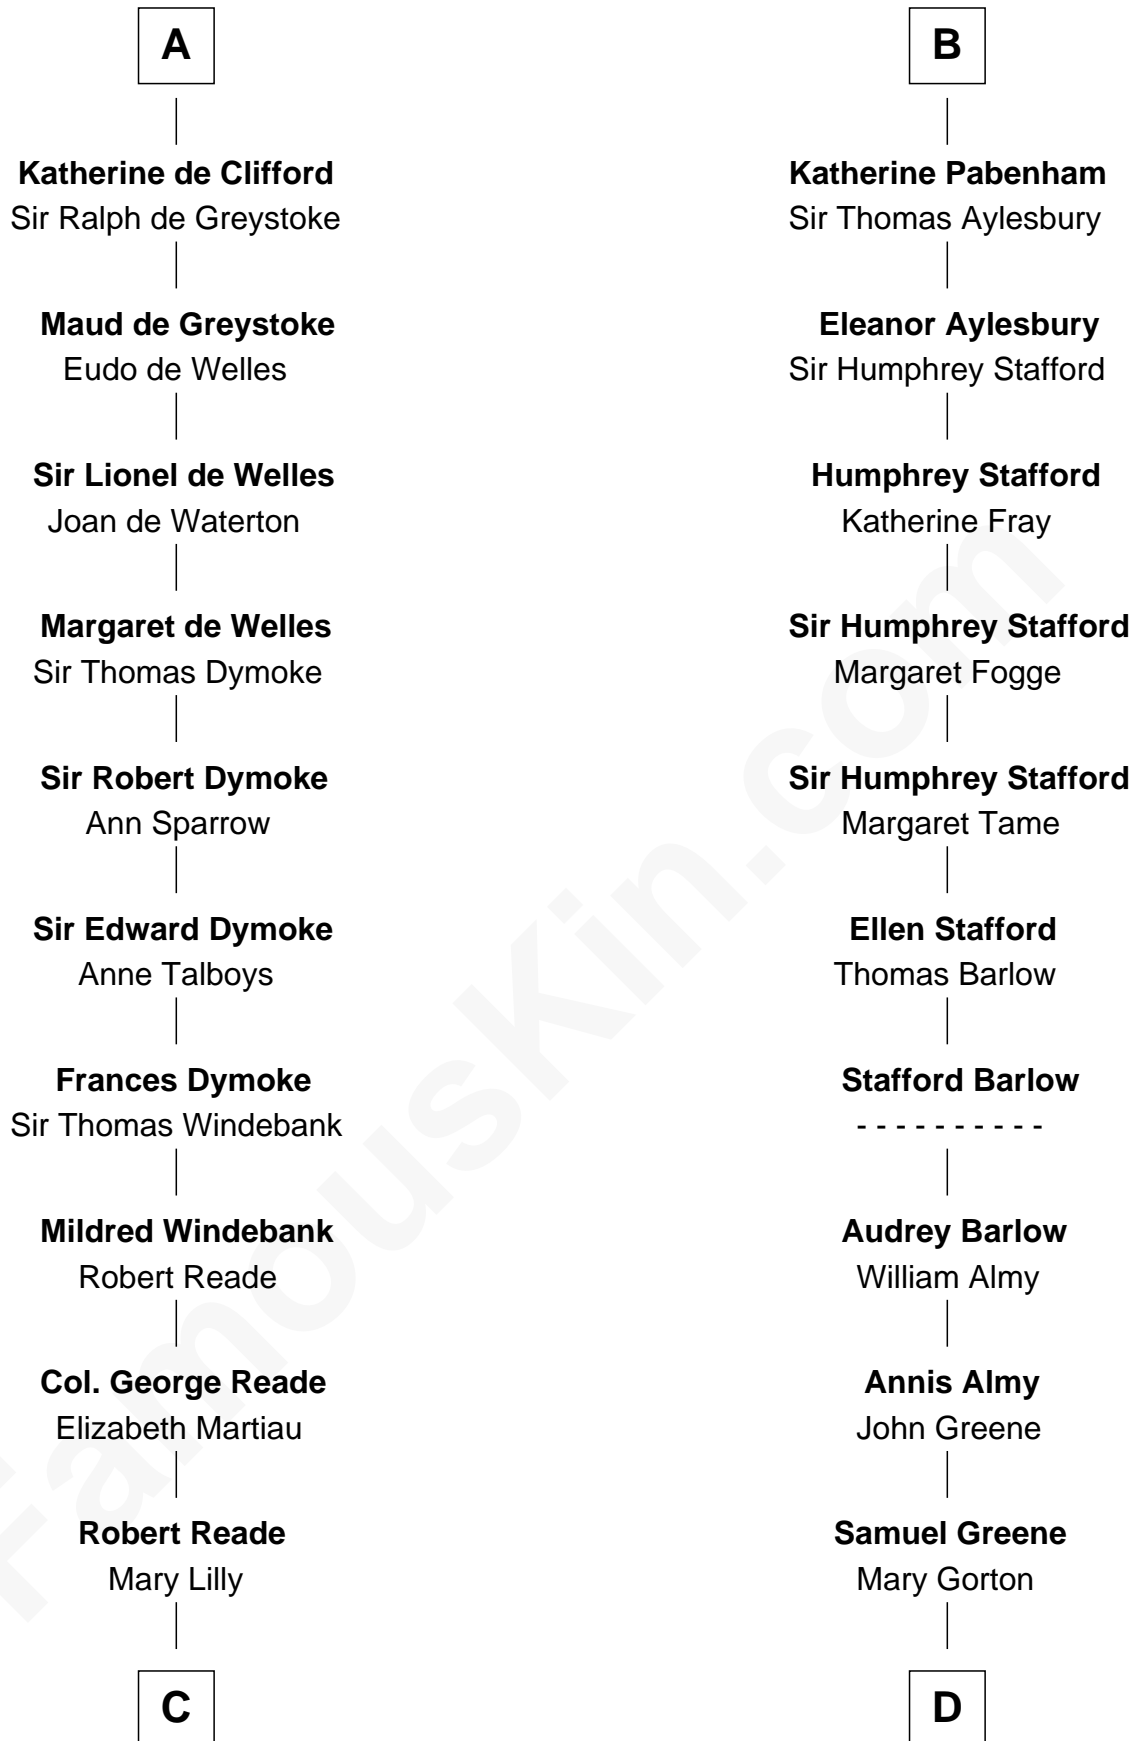 A
Katherine de Clifford
Sir Ralph de Greystoke
Maud de Greystoke
Eudo de Welles
Sir Lionel de Welles
Joan de Waterton
Margaret de Welles
Sir Thomas Dymoke
Sir Robert Dymoke
Ann Sparrow
Sir Edward Dymoke
Anne Talboys
Frances Dymoke
Sir Thomas Windebank
Mildred Windebank
Robert Reade
Col. George Reade
Elizabeth Martiau
Robert Reade
Mary Lilly
C
B
Katherine Pabenham
Sir Thomas Aylesbury
Eleanor Aylesbury
Sir Humphrey Stafford
Humphrey Stafford
Katherine Fray
Sir Humphrey Stafford
Margaret Fogge
Sir Humphrey Stafford
Margaret Tame
Ellen Stafford
Thomas Barlow
Stafford Barlow
- - - - - - - - - -
Audrey Barlow
William Almy
Annis Almy
John Greene
Samuel Greene
Mary Gorton
D
FamousKin.com